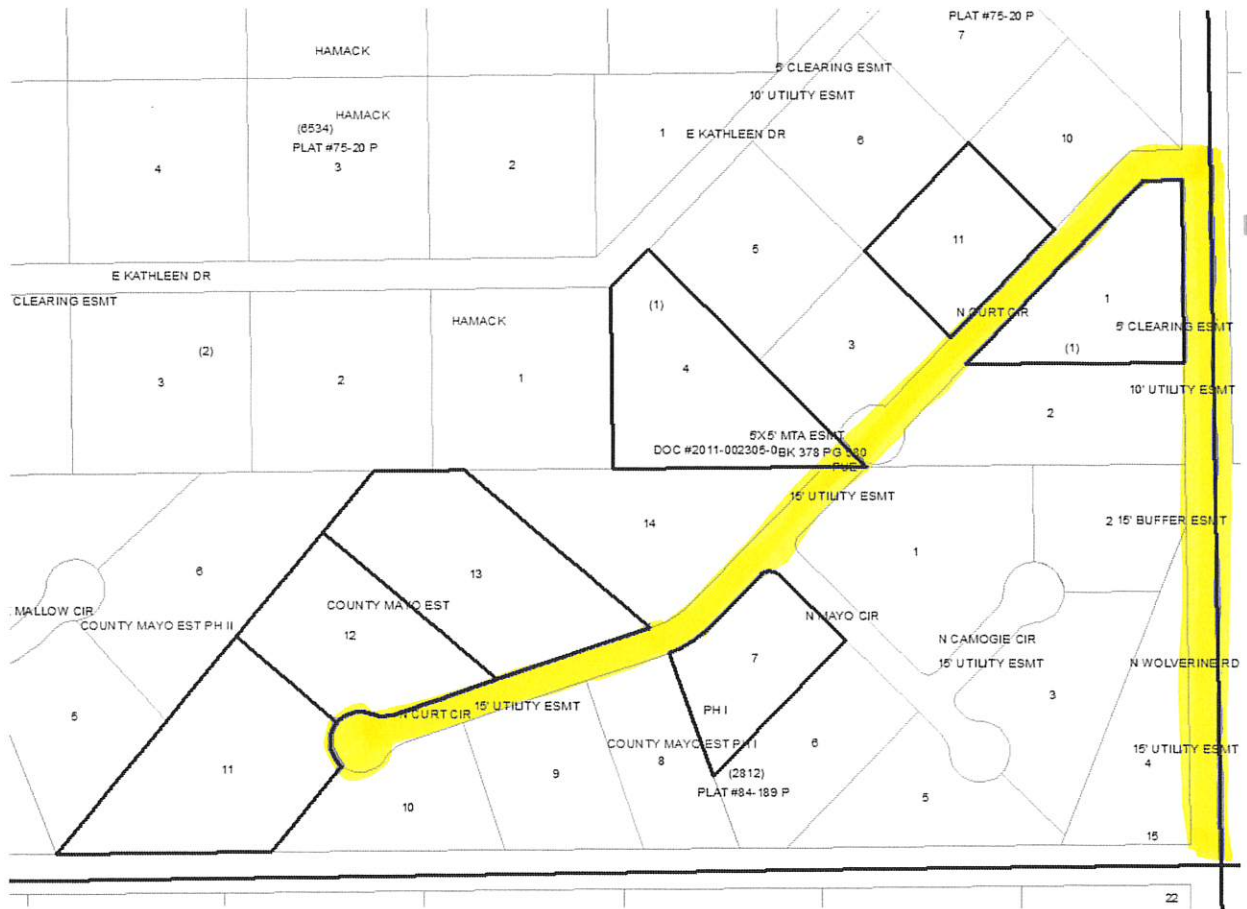 PLAT #75-20 P
7
HAMACK
5' CLEARING ESMT
10' UTILITY ESMT
HAMACK
(6534)
PLAT #75-20 P
1
E KATHLEEN DR
6
10
4
3
2
5
11
E KATHLEEN DR
CLEARING ESMT
(1)
1
HAMACK
N CURT CIR
5' CLEARING ESMT
(2)
3
(1)
3
2
1
4
10' UTILITY ESMT
2
5'X5' MTA ESMT
DOC #2011-002305-0
BK 378 PG 580
PUE
15' UTILITY ESMT
14
2
15' BUFFER ESMT
1
6
13
MALLOW CIR
COUNTY MAYO EST
N MAYO CIR
COUNTY MAYO EST PH II
12
N CAMOGIE CIR
7
15' UTILITY ESMT
N WOLVERINE RD
3
5
PH I
15' UTILITY ESMT
N CURT CIR
COUNTY MAYO EST PH I
6
15' UTILITY ESMT
11
9
8
(2812)
4
PLAT #84-189 P
5
10
15
22